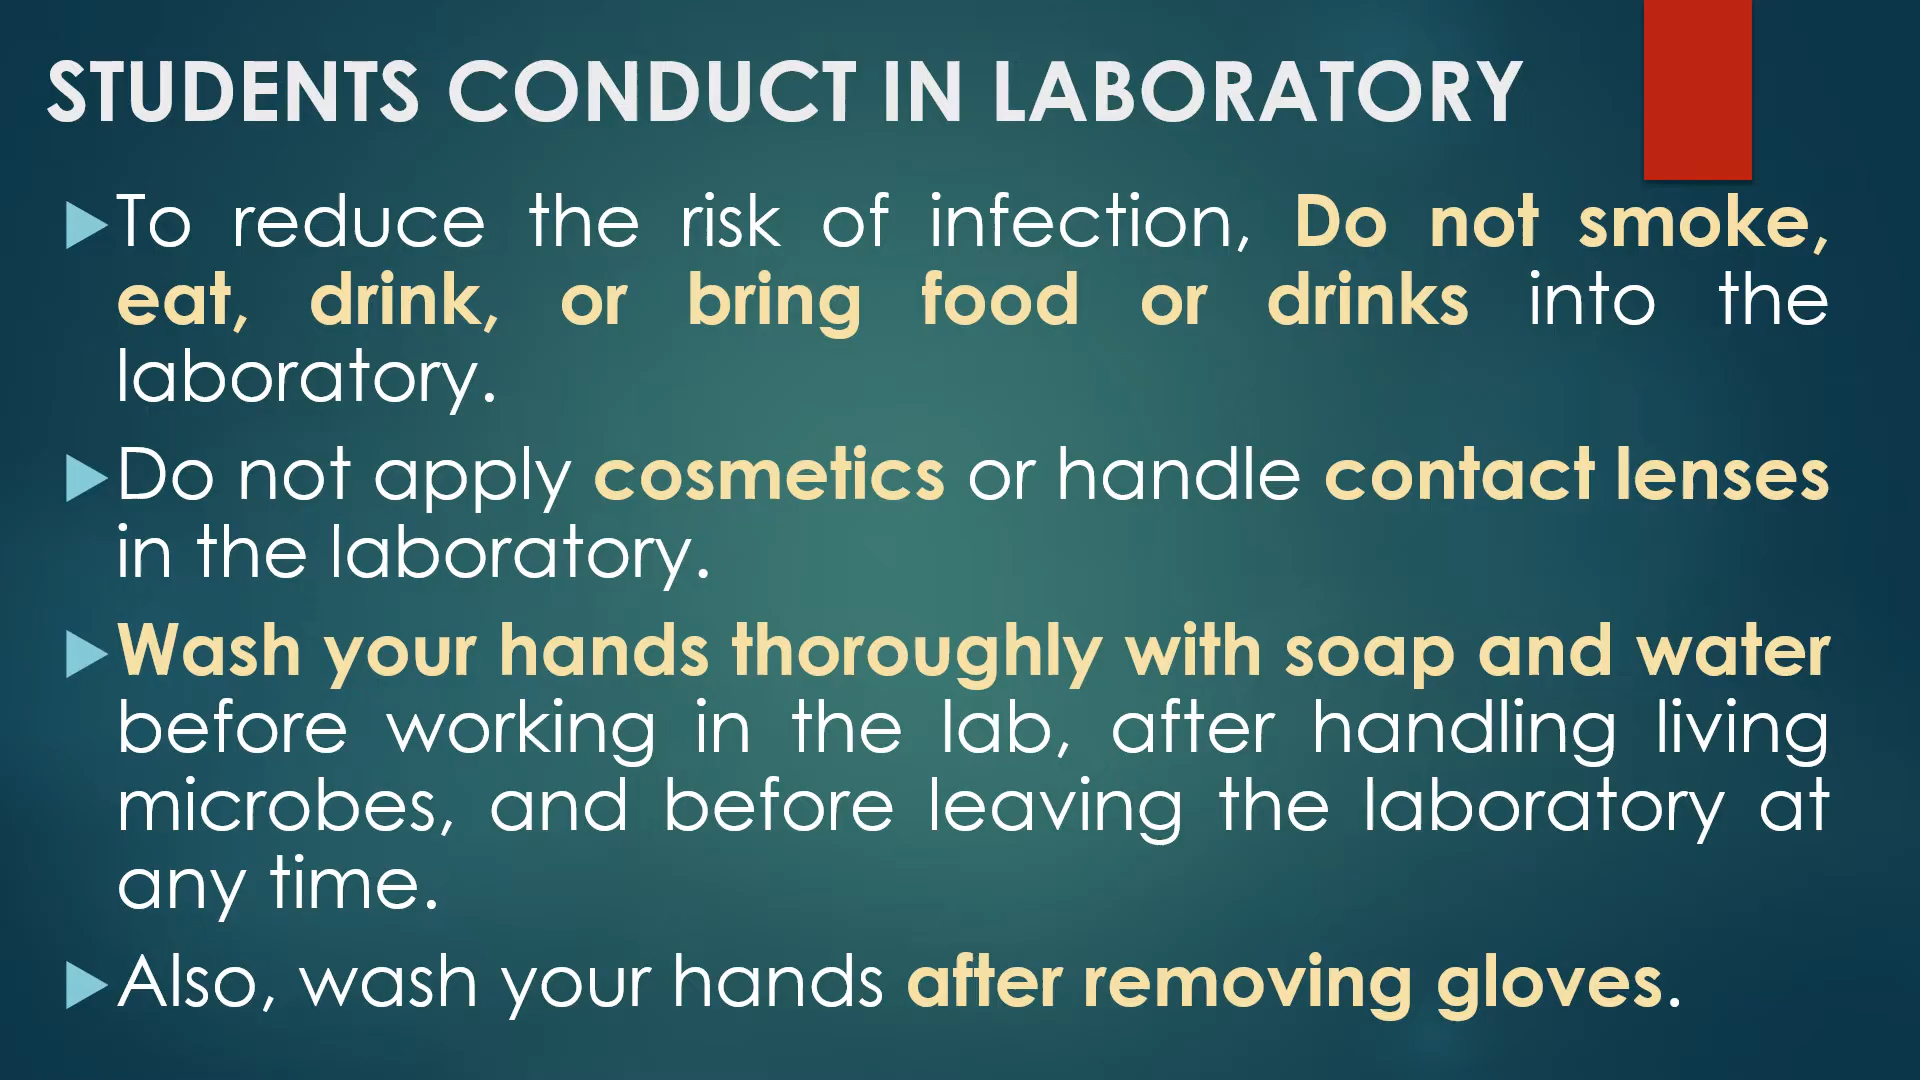 STUDENTS CONDUCT IN LABORATORY
To reduce the risk of infection, Do not smoke,
eat, drink, or bring food or drinks into the
laboratory.
Do not apply cosmetics or handle contact lenses
in the laboratory.
Wash your hands thoroughly with soap and water
before working in the lab, after handling living
microbes, and before leaving the laboratory at
any time.
Also, wash your hands after removing gloves.